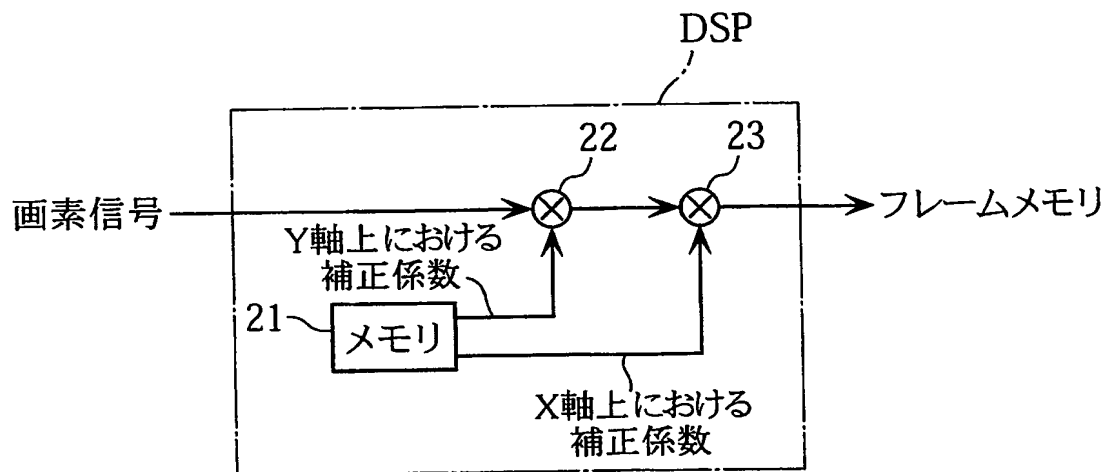 DSP
22
23
画素信号
フレームメモリ
Y軸上における
補正係数
21
メモリ
X軸上における
補正係数